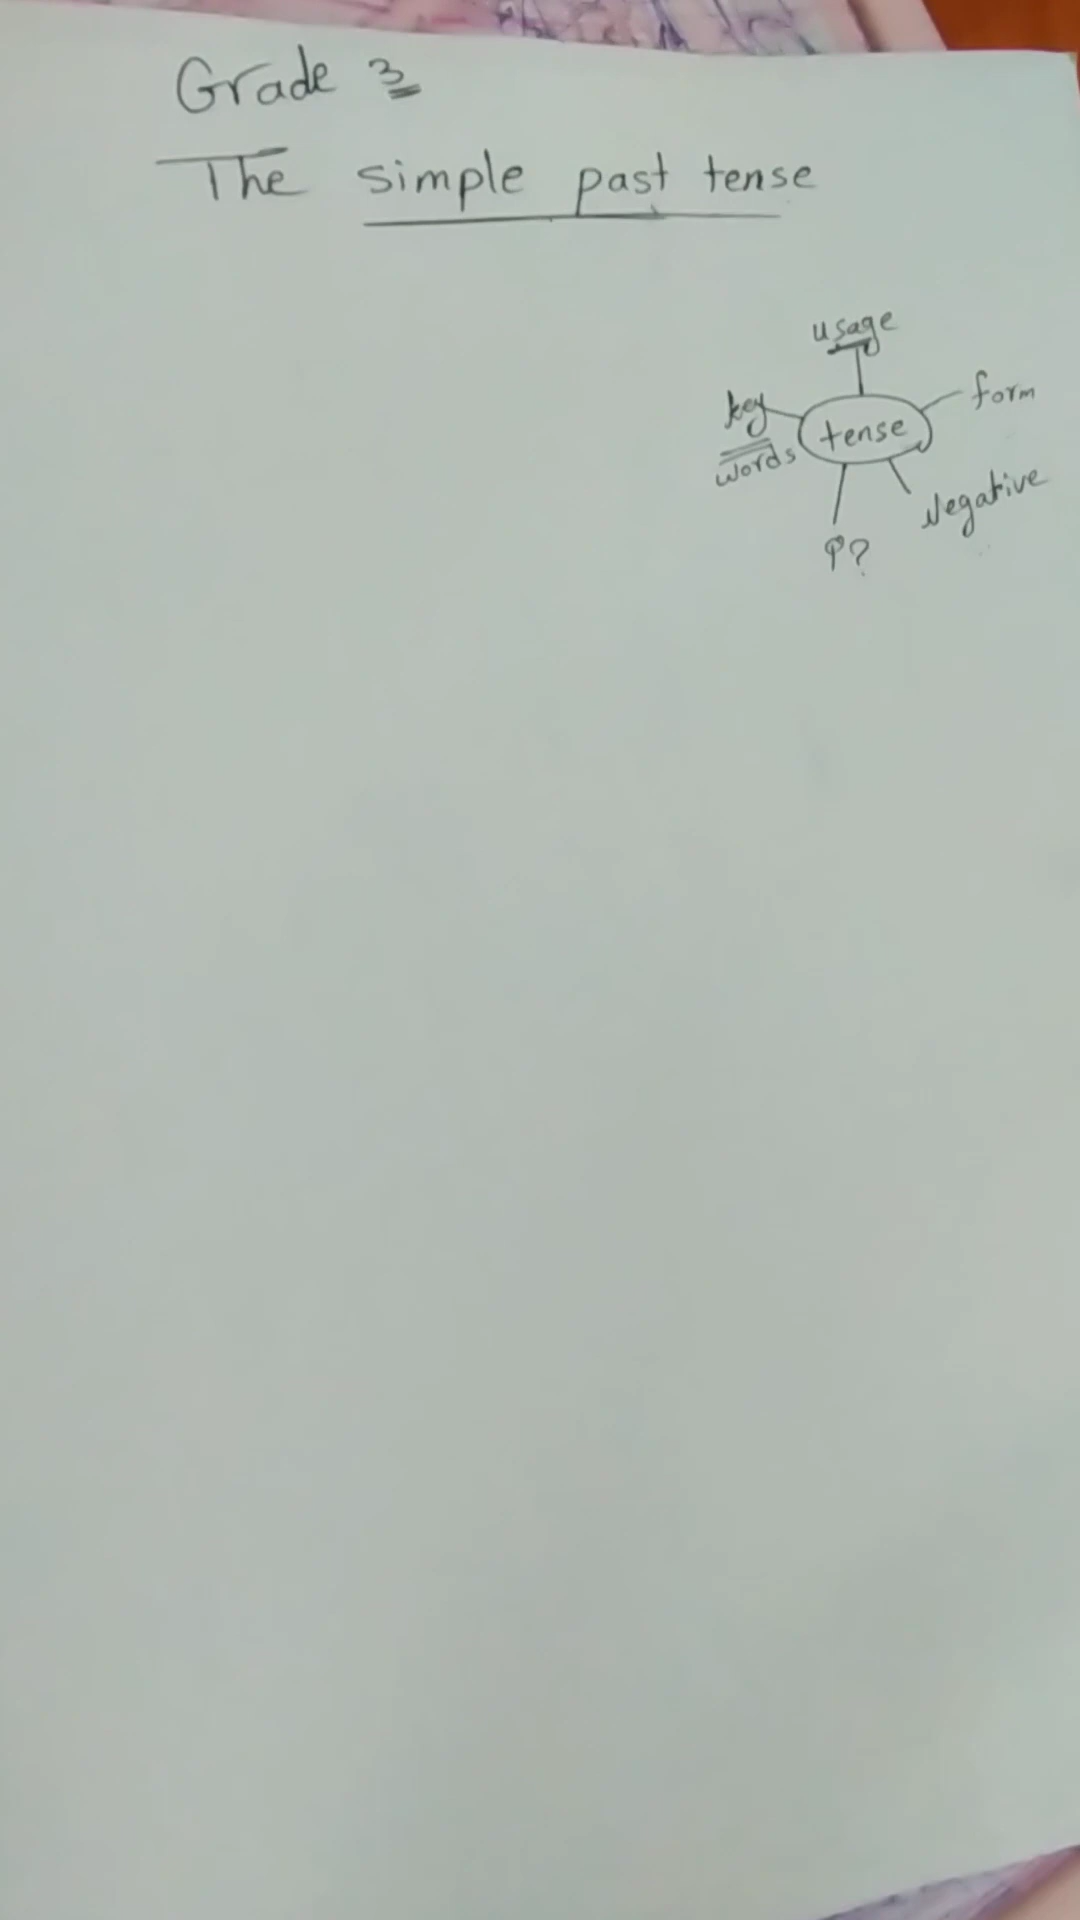 Grade 3
The simple past tense
usage
key
words
tense
form
Negative
?